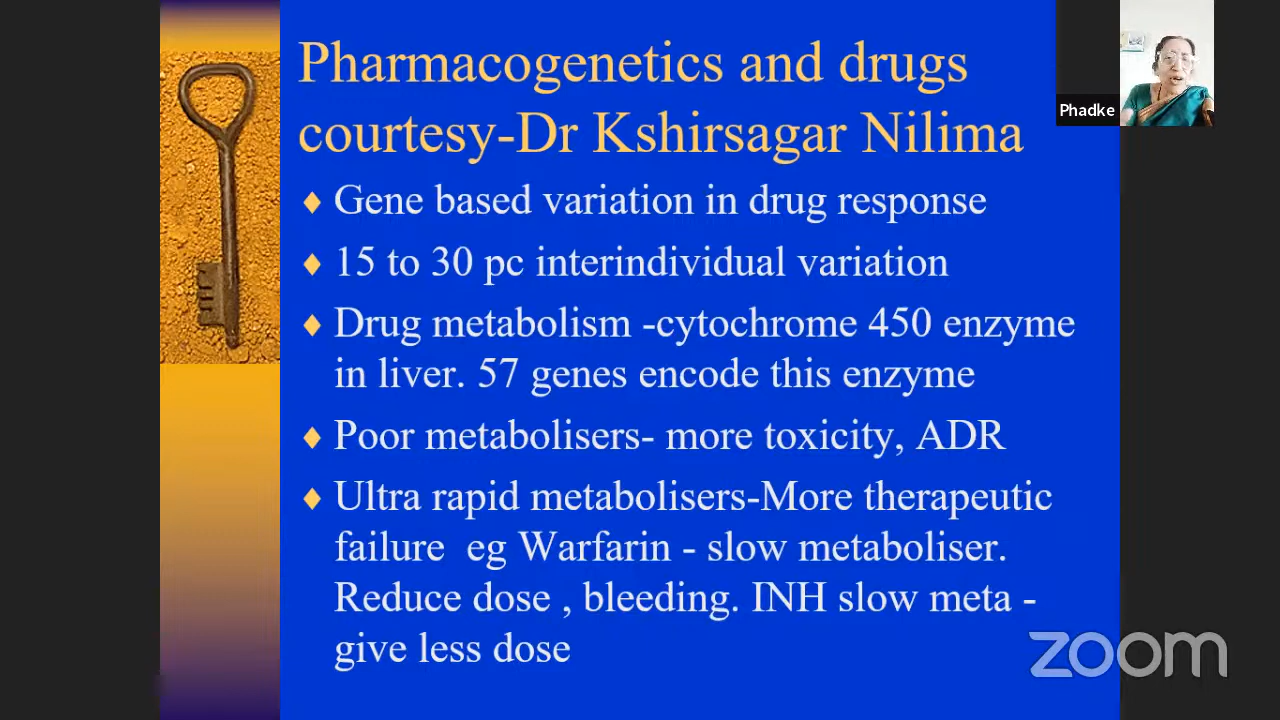 Pharmacogenetics and drugs
courtesy-Dr Kshirsagar Nilima
Phadke
♦ Gene based variation in drug response
♦ 15 to 30 pc interindividual variation
♦ Drug metabolism -cytochrome 450 enzyme
in liver. 57 genes encode this enzyme
♦ Poor metabolisers- more toxicity, ADR
♦ Ultra rapid metabolisers-More therapeutic
failure eg Warfarin - slow metaboliser.
Reduce dose , bleeding. INH slow meta -
give less dose
zoom